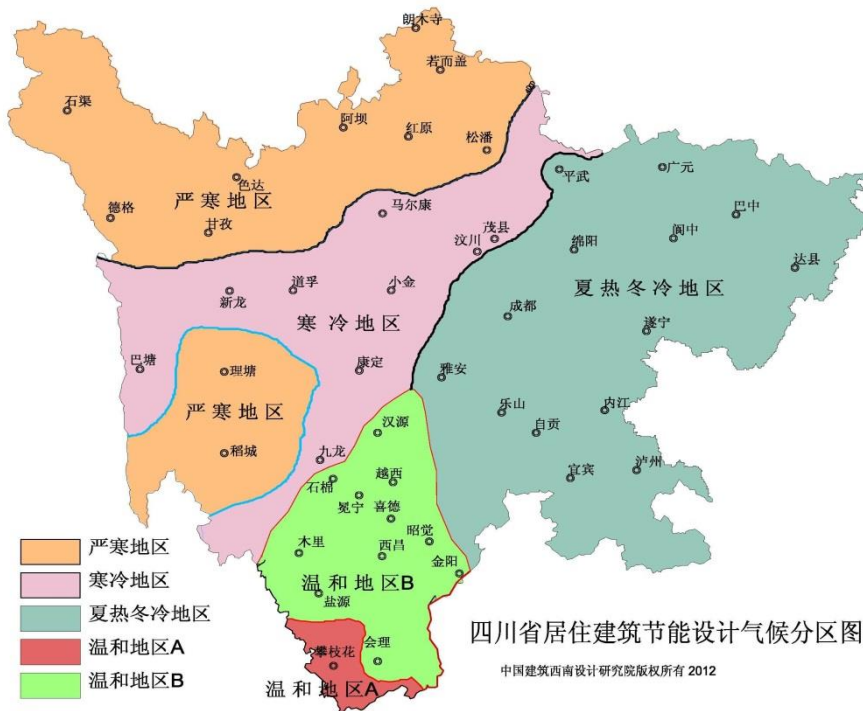 朗木寺
若而盖
石渠
阿坝
红原
松潘
色达
严寒地区
德格
甘孜
平武
广元
马尔康
巴中
茂县
汶川
阆中
绵阳
达县
道孚
小金
新龙
夏热冬冷地区
寒冷地区
成都
遂宁
巴塘
理塘
康定
雅安
严寒地区
乐山
内江
汉源
自贡
稻城
九龙
越西
石棉
宜宾
泸州
冕宁
喜德
昭觉
木里
西昌
金阳
温和地区B
盐源
会理
攀枝花
温和地区A
严寒地区
寒冷地区
夏热冬冷地区
温和地区A
温和地区B
四川省居住建筑节能设计气候分区图
中国建筑西南设计研究院版权所有 2012